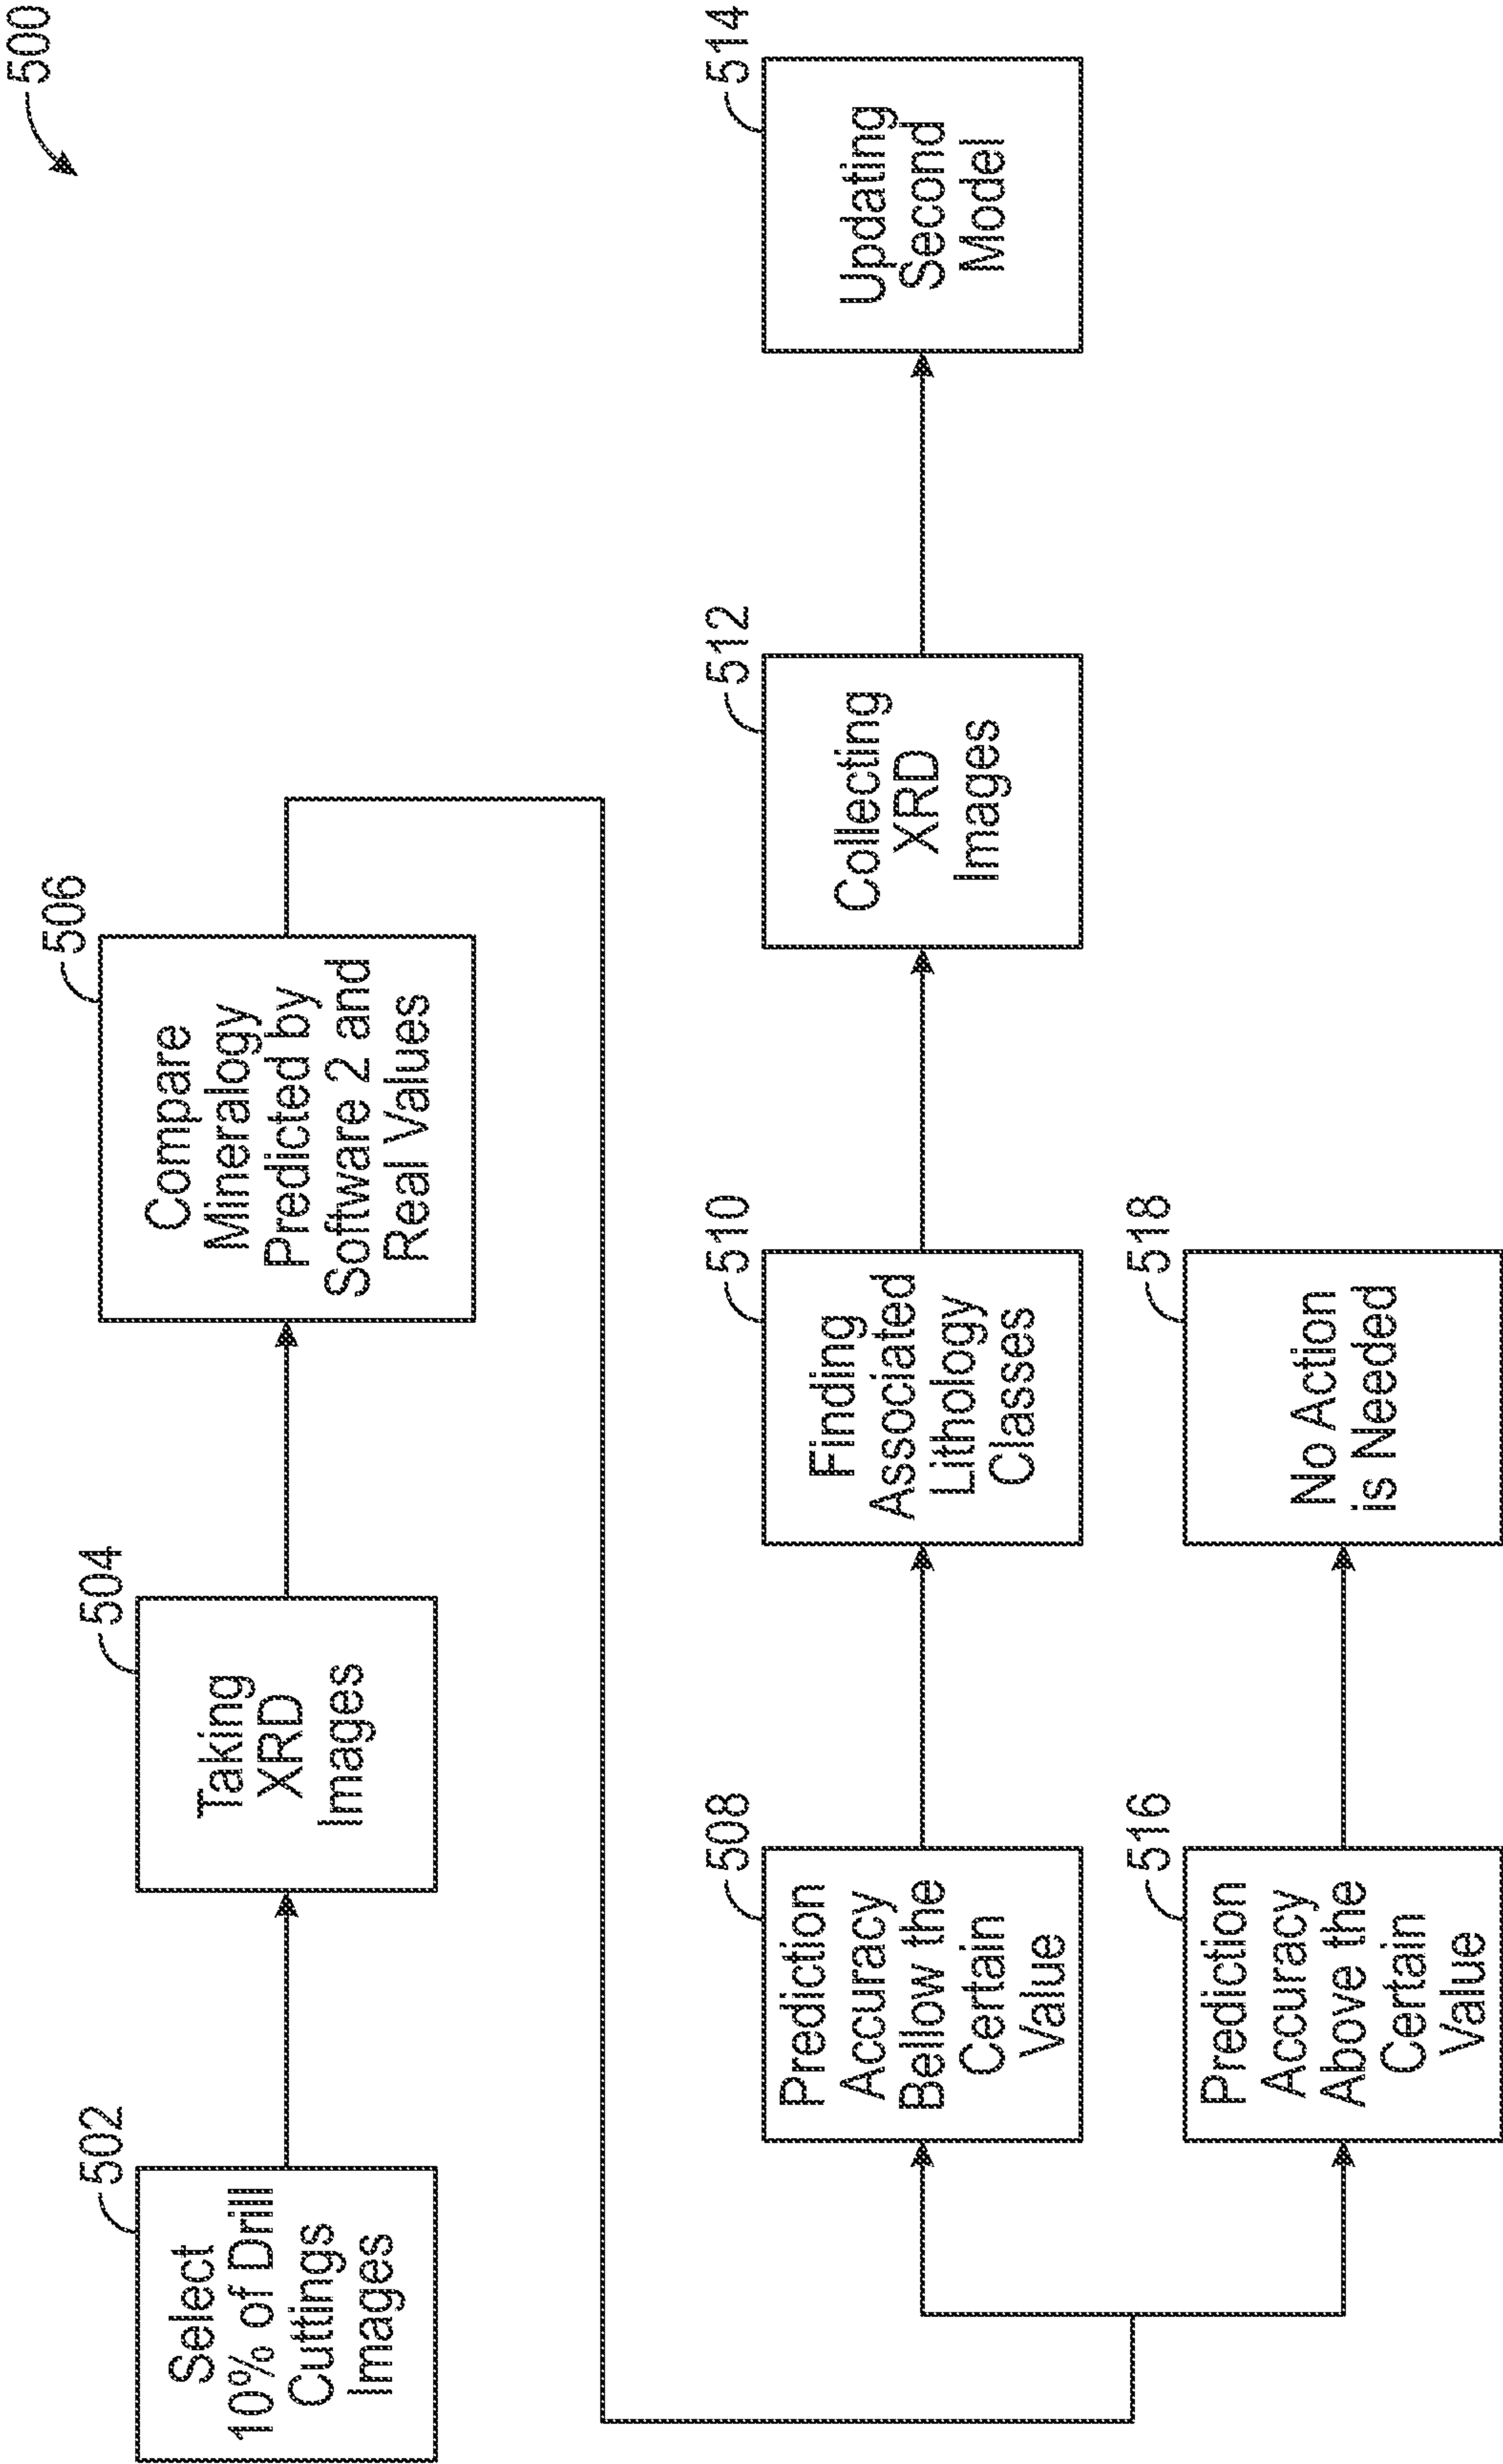 500
502
Select
10% of Drill
Cuttings
Images
504
Taking
XRD
Images
506
Compare
Mineralogy
Predicted by
Software 2 and
Real Values
508
Prediction
Accuracy
Bellow the
Certain
Value
510
Finding
Associated
Lithology
Classes
512
Collecting
XRD
Images
514
Updating
Second
Model
516
Prediction
Accuracy
Above the
Certain
Value
518
No Action
is Needed